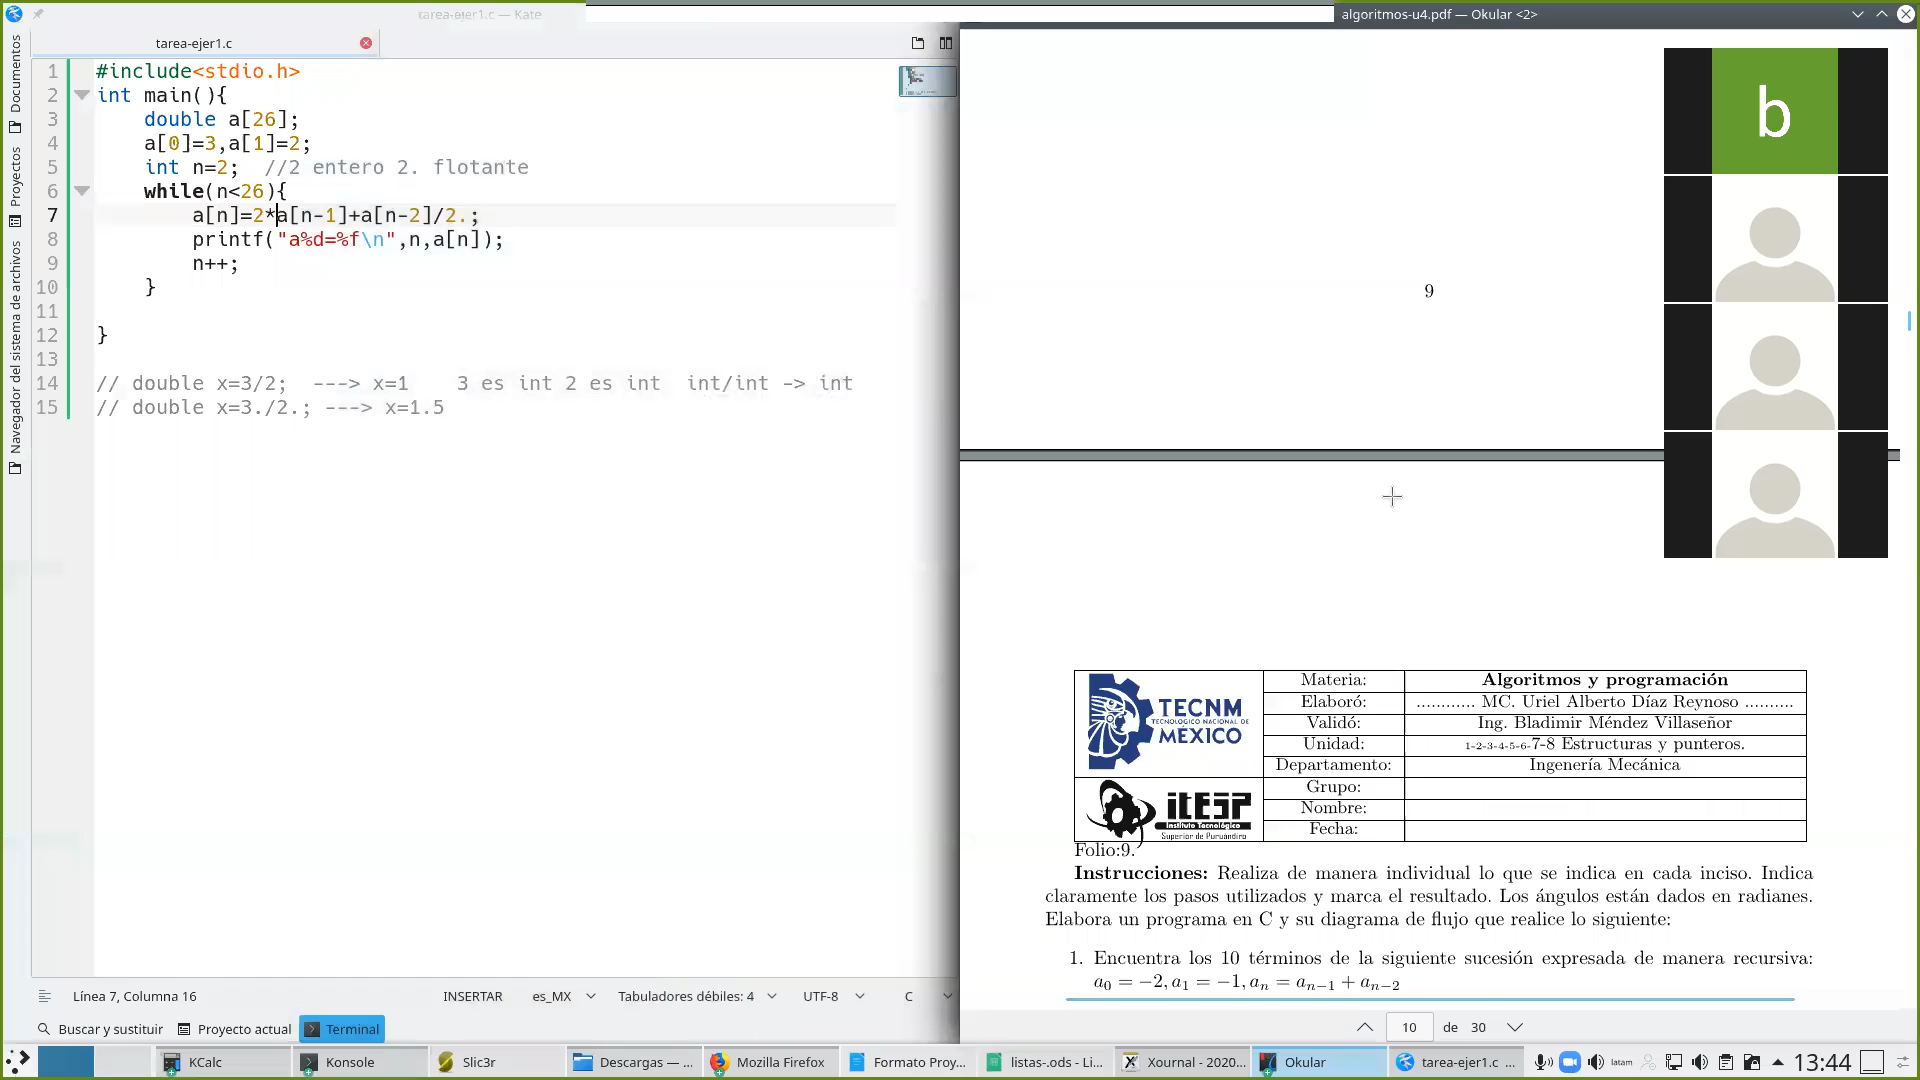 tarea-ejer1.c — Kate
algoritmos-u4.pdf — Okular <2>
tarea-ejer1.c
Documentos
Proyectos
Navegador del sistema de archivos
1 #include<stdio.h>
2 int main(){
3 double a[26];
4 a[0]=3,a[1]=2;
5 int n=2; //2 entero 2. flotante
6 while(n<26){
7 a[n]=2*a[n-1]+a[n-2]/2.;
8 printf("a%d=%f\n",n,a[n]);
9 n++;
10 }
11
12 }
13
14 // double x=3/2; ---> x=1 3 es int 2 es int int/int -> int
15 // double x=3./2.; ---> x=1.5
b
9
TECNM
TECNOLÓGICO NACIONAL DE
MÉXICO
itESP
Instituto Tecnológico
Superior de Puruándiro
Materia: Algoritmos y programación
Elaboró: ............ MC. Uriel Alberto Díaz Reynoso ..........
Validó: Ing. Bladimir Méndez Villaseñor
Unidad: 1-2-3-4-5-6-7-8 Estructuras y punteros.
Departamento: Ingenería Mecánica
Grupo:
Nombre:
Fecha:
Folio:9.
Instrucciones: Realiza de manera individual lo que se indica en cada inciso. Indica
claramente los pasos utilizados y marca el resultado. Los ángulos están dados en radianes.
Elabora un programa en C y su diagrama de flujo que realice lo siguiente:
1. Encuentra los 10 términos de la siguiente sucesión expresada de manera recursiva:
a₀ = −2, a₁ = −1, aₙ = aₙ₋₁ + aₙ₋₂
Línea 7, Columna 16 INSERTAR es_MX Tabuladores débiles: 4 UTF-8 C
10 de 30
Buscar y sustituir Proyecto actual Terminal
KCalc Konsole Slic3r Descargas — ... Mozilla Firefox Formato Proy... listas-.ods - Li... Xournal - 2020... Okular tarea-ejer1.c ... latam 13:44